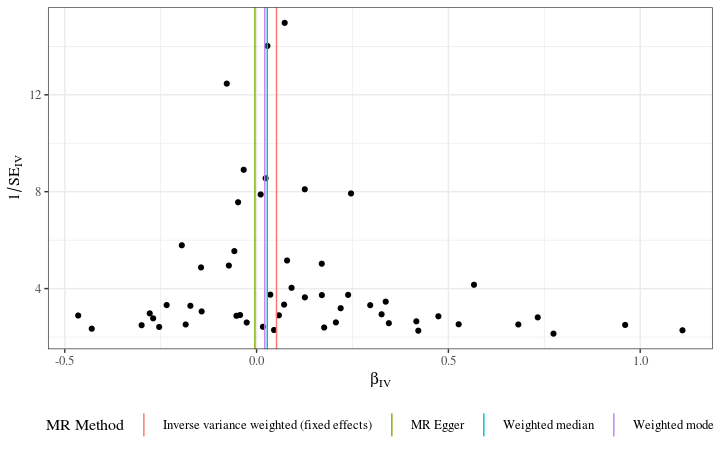 12
8
4
1/SE_IV
-0.5 0.0 0.5 1.0
β_IV
MR Method Inverse variance weighted (fixed effects) MR Egger Weighted median Weighted mode